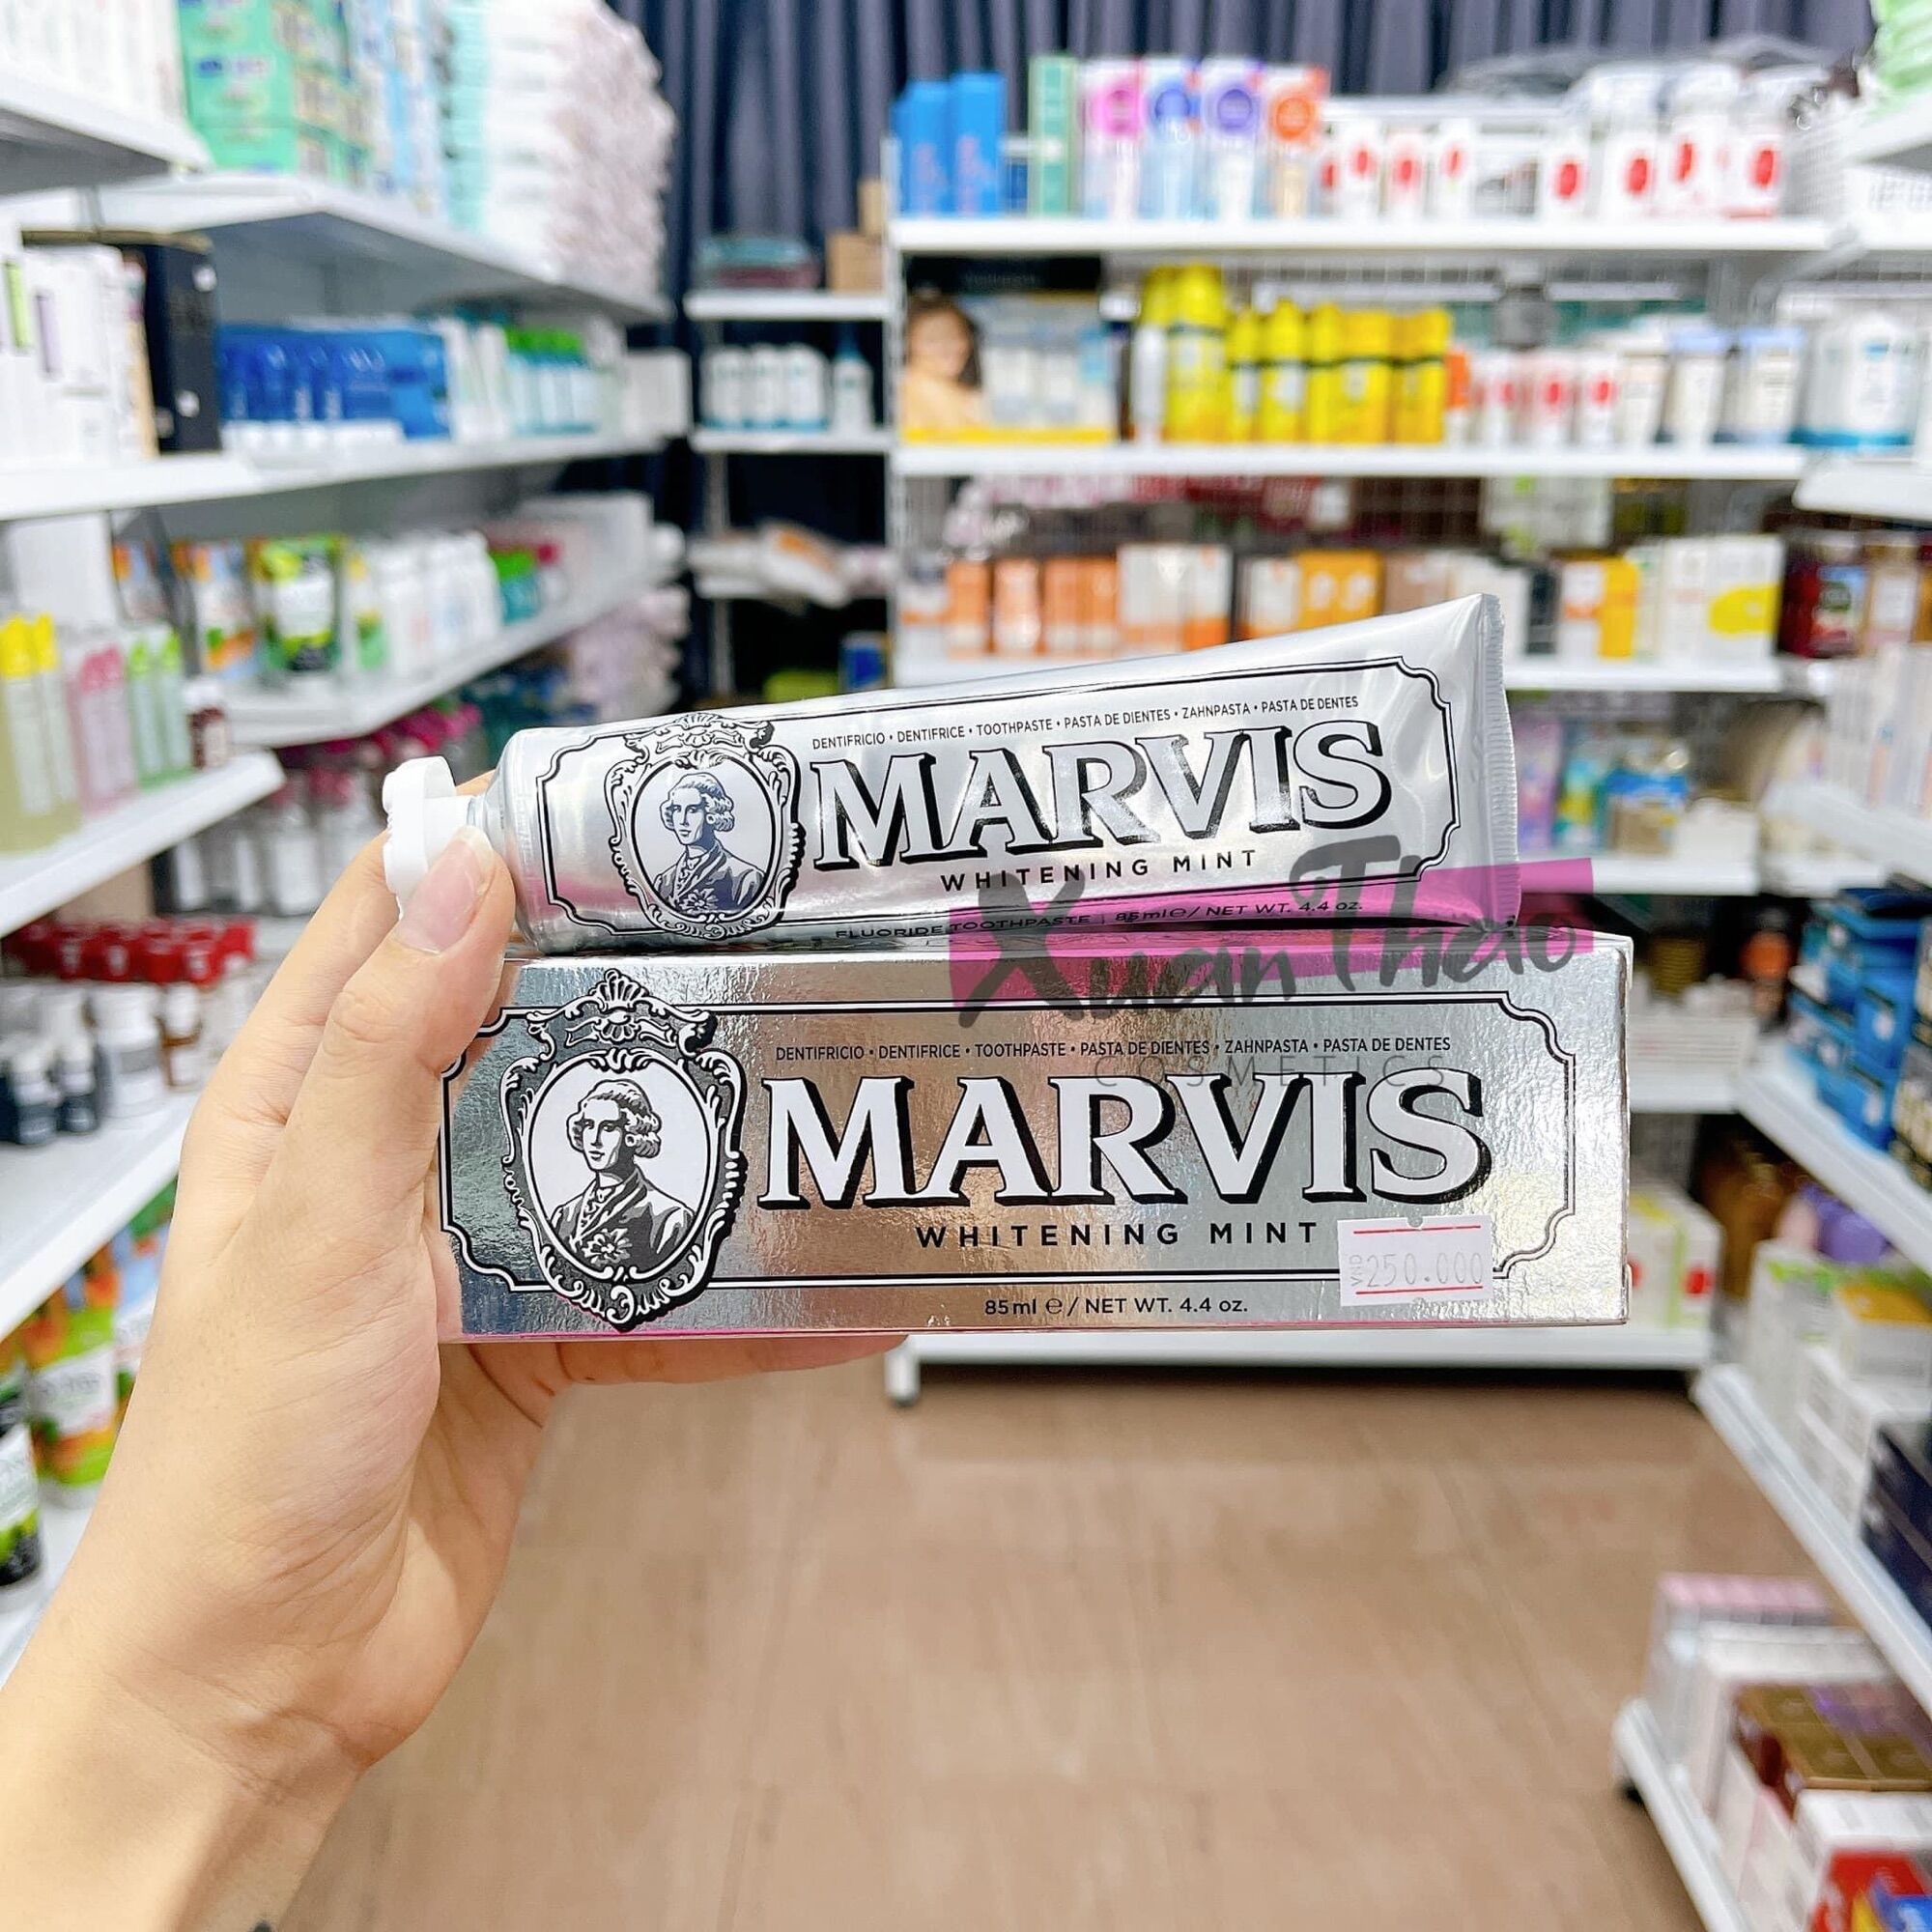 DENTIFRICIO • DENTIFRICE • TOOTHPASTE • PASTA DE DIENTES • ZAHNPASTA • PASTA DE DENTES
MARVIS
WHITENING MINT
FLUORIDE TOOTHPASTE | 85ml ℮ / NET WT. 4.4 oz.
Xuan Thảo
COSMETICS
DENTIFRICIO • DENTIFRICE • TOOTHPASTE • PASTA DE DIENTES • ZAHNPASTA • PASTA DE DENTES
MARVIS
WHITENING MINT
VND 250.000
85ml ℮ / NET WT. 4.4 oz.